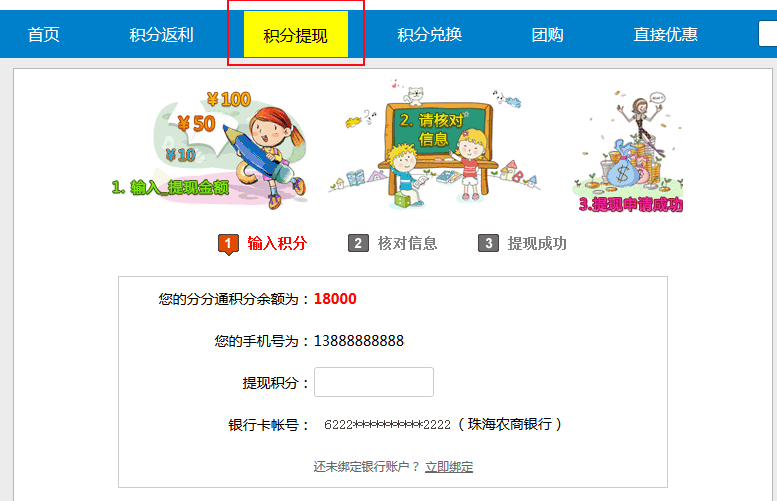 首页 积分返利 积分提现 积分兑换 团购 直接优惠
￥100
￥50
￥10
1. 输入_提现金额
2. 请核对
信息
3.提现申请成功
1 输入积分 2 核对信息 3 提现成功
您的分分通积分余额为：18000
您的手机号为：13888888888
提现积分：
银行卡帐号： 6222**********2222（珠海农商银行）
还未绑定银行账户？ 立即绑定